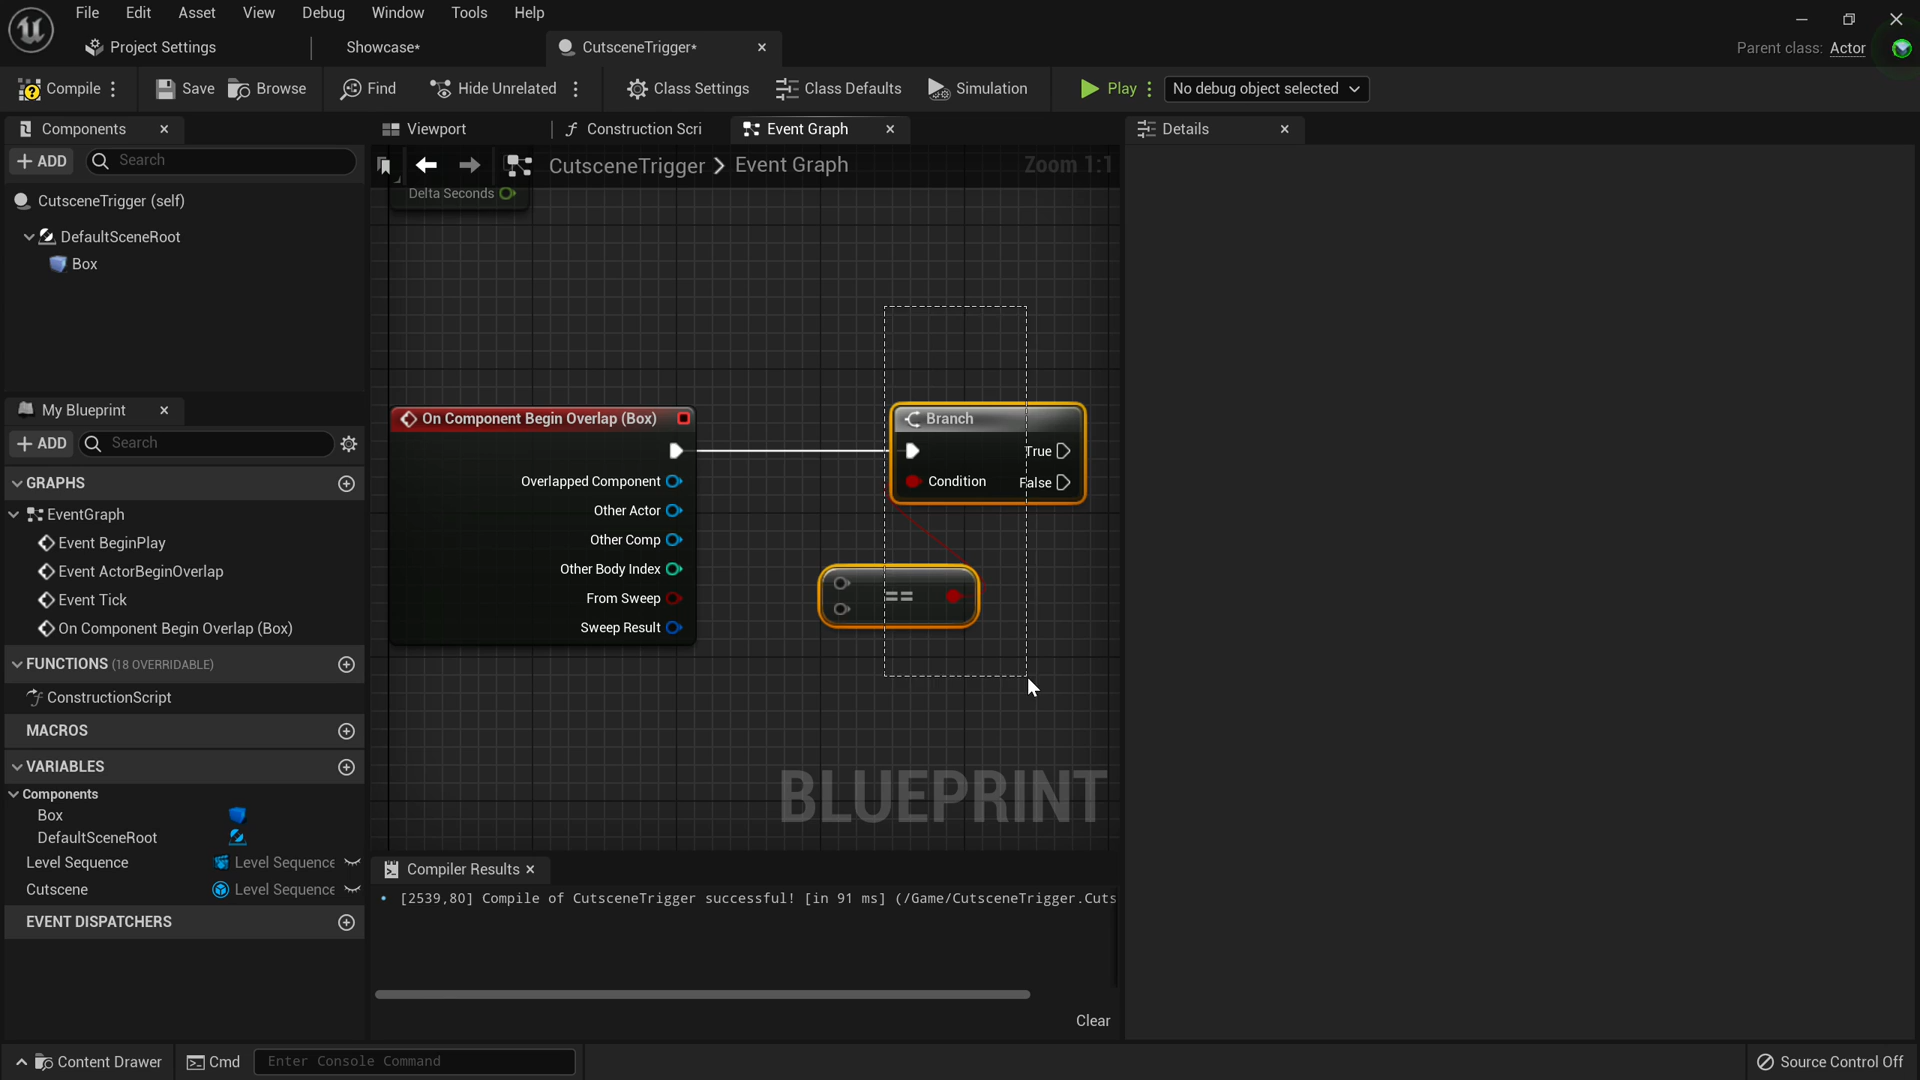 File Edit Asset View Debug Window Tools Help
Project Settings
Showcase*
CutsceneTrigger*
Parent class: Actor
Compile
Save
Browse
Find
Hide Unrelated
Class Settings
Class Defaults
Simulation
Play
No debug object selected
Components
Viewport
Construction Scri
Event Graph
Details
ADD
Search
CutsceneTrigger > Event Graph
Zoom 1:1
Delta Seconds
CutsceneTrigger (self)
DefaultSceneRoot
Box
My Blueprint
ADD
Search
GRAPHS
EventGraph
Event BeginPlay
Event ActorBeginOverlap
Event Tick
On Component Begin Overlap (Box)
FUNCTIONS (18 OVERRIDABLE)
ConstructionScript
MACROS
VARIABLES
Components
Box
DefaultSceneRoot
Level Sequence
Level Sequence
Cutscene
Level Sequence
EVENT DISPATCHERS
On Component Begin Overlap (Box)
Overlapped Component
Other Actor
Other Comp
Other Body Index
From Sweep
Sweep Result
Branch
True
Condition
False
==
BLUEPRINT
Compiler Results
• [2539,80] Compile of CutsceneTrigger successful! [in 91 ms] (/Game/CutsceneTrigger.Cuts
Clear
Content Drawer
Cmd
Enter Console Command
Source Control Off